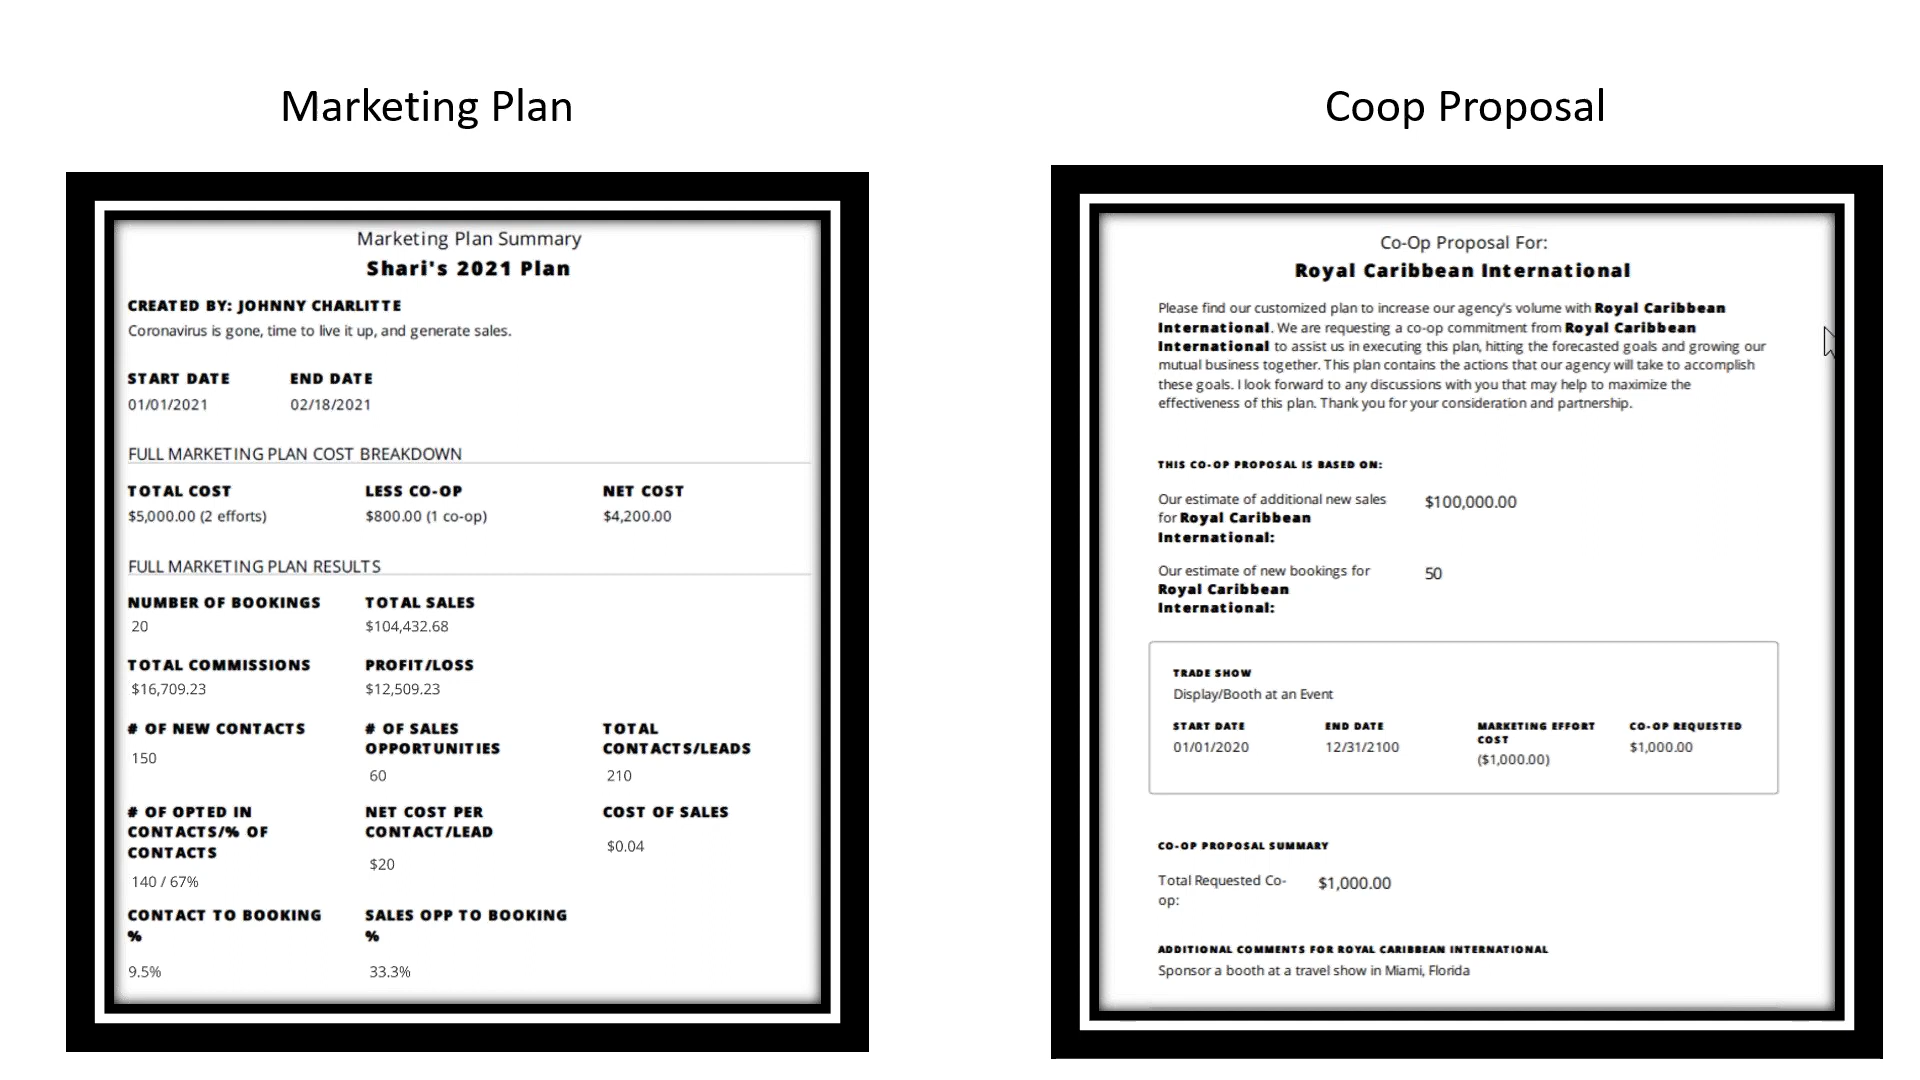 Marketing Plan
Marketing Plan Summary
Shari's 2021 Plan
CREATED BY: JOHNNY CHARLITTE
Coronavirus is gone, time to live it up, and generate sales.
START DATE END DATE
01/01/2021 02/18/2021
FULL MARKETING PLAN COST BREAKDOWN
TOTAL COST LESS CO-OP NET COST
$5,000.00 (2 efforts) $800.00 (1 co-op) $4,200.00
FULL MARKETING PLAN RESULTS
NUMBER OF BOOKINGS TOTAL SALES
20 $104,432.68
TOTAL COMMISSIONS PROFIT/LOSS
$16,709.23 $12,509.23
# OF NEW CONTACTS
150
# OF SALES
OPPORTUNITIES
60
TOTAL
CONTACTS/LEADS
210
# OF OPTED IN
CONTACTS/% OF
CONTACTS
140 / 67%
NET COST PER
CONTACT/LEAD
$20
COST OF SALES
$0.04
CONTACT TO BOOKING
%
9.5%
SALES OPP TO BOOKING
%
33.3%
Coop Proposal
Co-Op Proposal For:
Royal Caribbean International
Please find our customized plan to increase our agency's volume with Royal Caribbean
International. We are requesting a co-op commitment from Royal Caribbean
International to assist us in executing this plan, hitting the forecasted goals and growing our
mutual business together. This plan contains the actions that our agency will take to accomplish
these goals. I look forward to any discussions with you that may help to maximize the
effectiveness of this plan. Thank you for your consideration and partnership.
THIS CO-OP PROPOSAL IS BASED ON:
Our estimate of additional new sales
for Royal Caribbean
International:
$100,000.00
Our estimate of new bookings for
Royal Caribbean
International:
50
TRADE SHOW
Display/Booth at an Event
START DATE
01/01/2020
END DATE
12/31/2100
MARKETING EFFORT
COST
($1,000.00)
CO-OP REQUESTED
$1,000.00
CO-OP PROPOSAL SUMMARY
Total Requested Co-
op:
$1,000.00
ADDITIONAL COMMENTS FOR ROYAL CARIBBEAN INTERNATIONAL
Sponsor a booth at a travel show in Miami, Florida